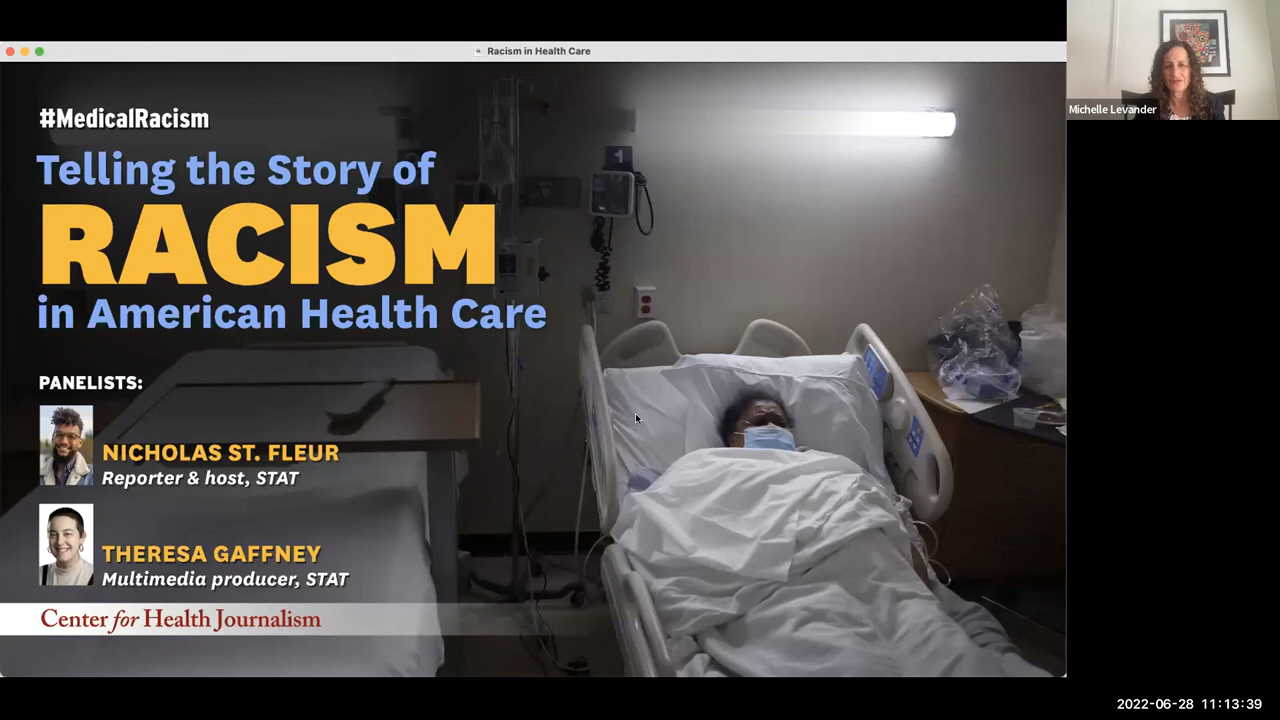 Racism in Health Care
#MedicalRacism
Telling the Story of
RACISM
in American Health Care
PANELISTS:
NICHOLAS ST. FLEUR
Reporter & host, STAT
THERESA GAFFNEY
Multimedia producer, STAT
Center for Health Journalism
1
Michelle Levander
2022-06-28 11:13:39